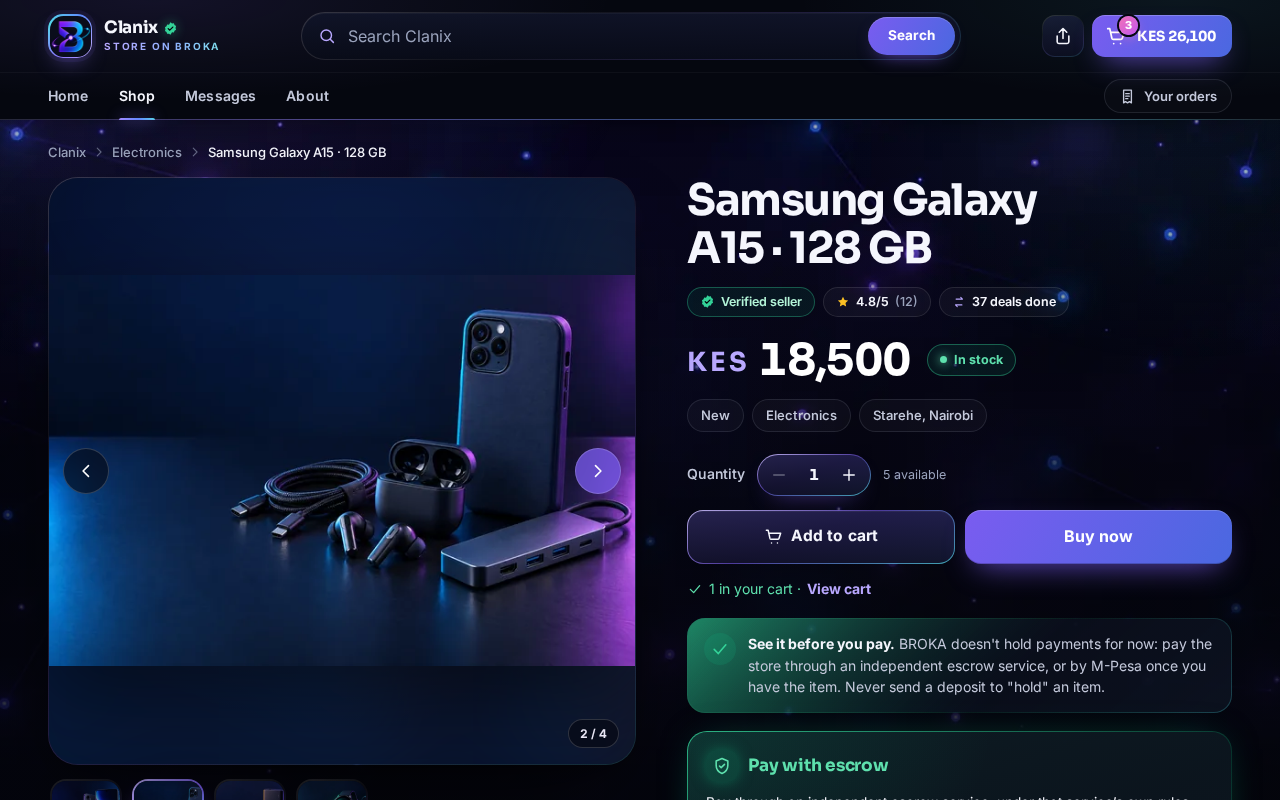 Clanix
STORE ON BROKA
Search Clanix
Search
3
KES 26,100
Home
Shop
Messages
About
Your orders
Clanix
Electronics
Samsung Galaxy A15 · 128 GB
Samsung Galaxy
A15 · 128 GB
Verified seller
4.8/5 (12)
37 deals done
KES 18,500
In stock
New
Electronics
Starehe, Nairobi
Quantity
1
5 available
Add to cart
Buy now
1 in your cart · View cart
See it before you pay. BROKA doesn't hold payments for now: pay the
store through an independent escrow service, or by M-Pesa once you
have the item. Never send a deposit to "hold" an item.
2 / 4
Pay with escrow